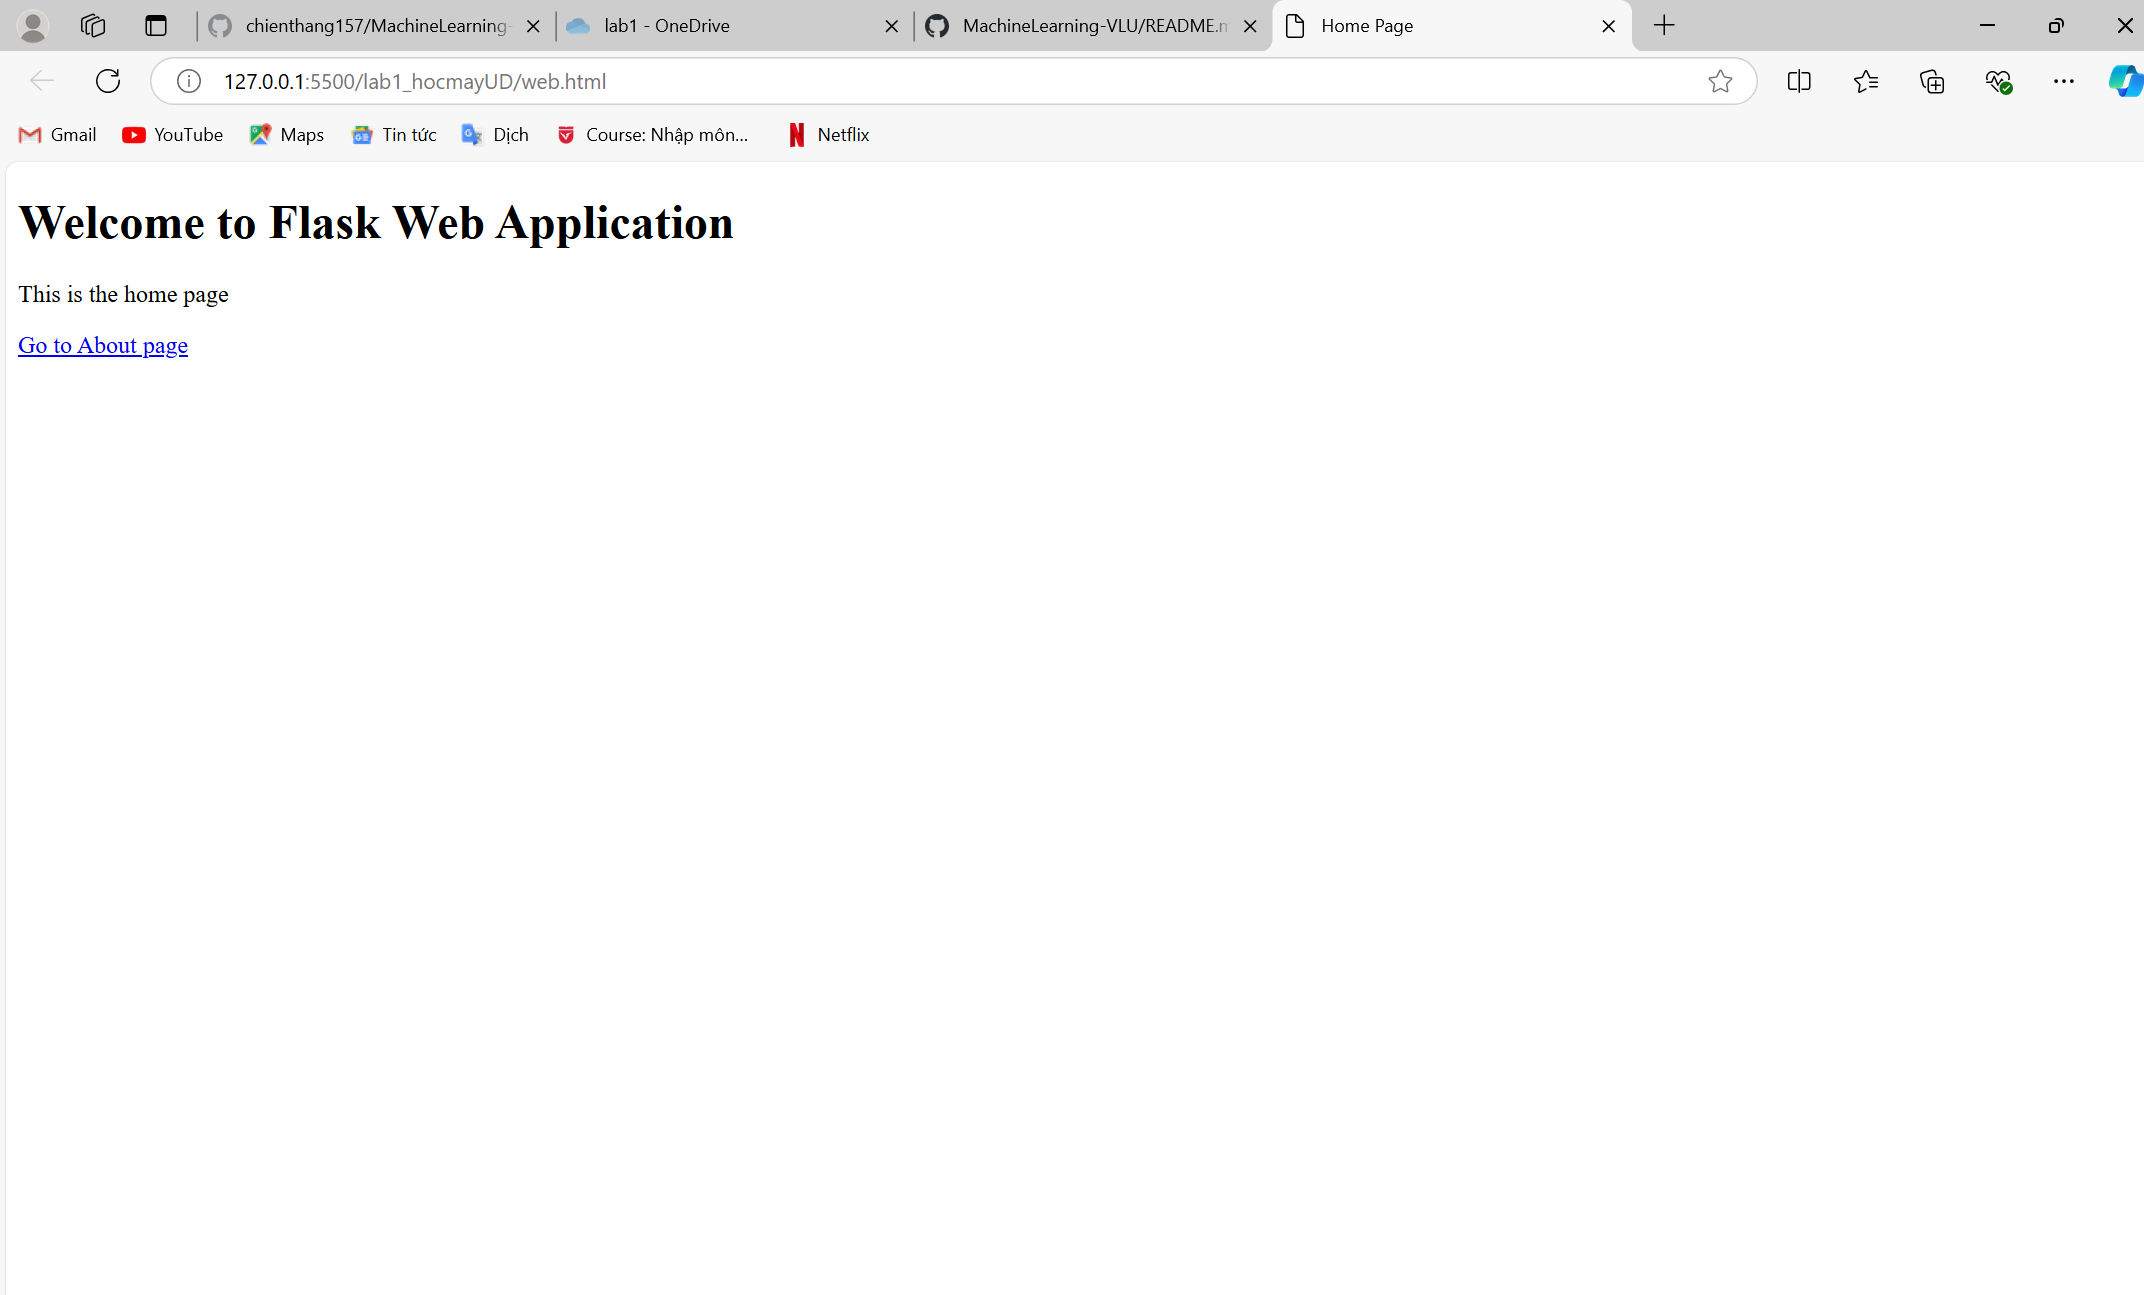 chienthang157/MachineLearning-
lab1 - OneDrive
MachineLearning-VLU/README.m
Home Page
127.0.0.1:5500/lab1_hocmayUD/web.html
Gmail YouTube Maps Tin tức Dịch Course: Nhập môn... Netflix
Welcome to Flask Web Application
This is the home page
Go to About page